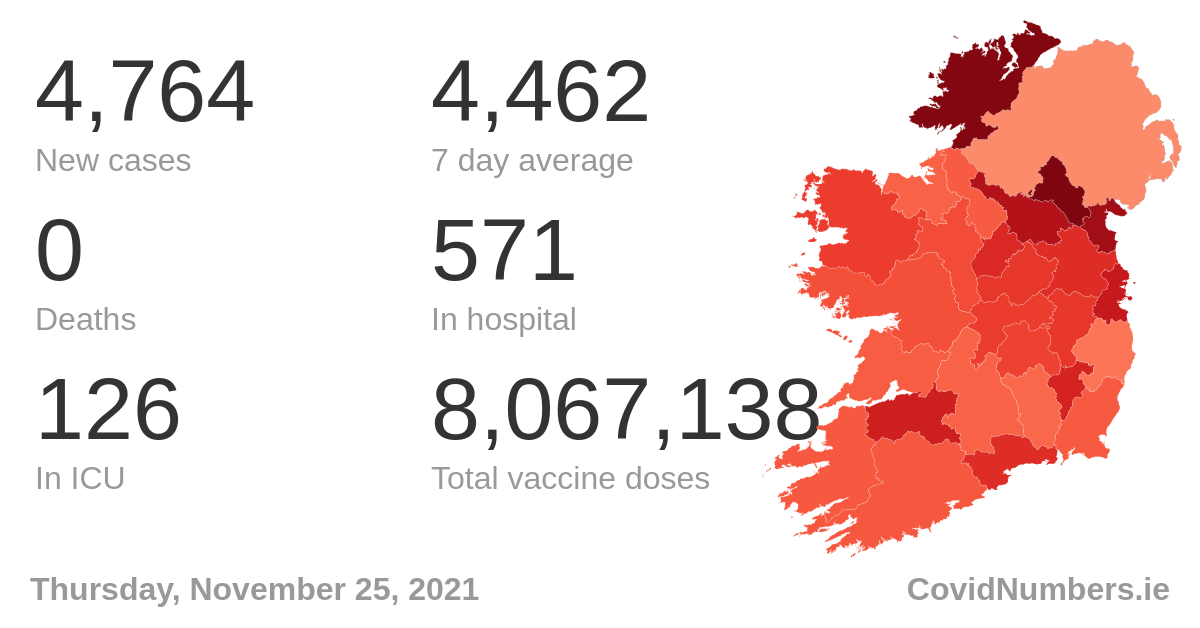 4,764
New cases
4,462
7 day average
0
Deaths
571
In hospital
126
In ICU
8,067,138
Total vaccine doses
Thursday, November 25, 2021
CovidNumbers.ie